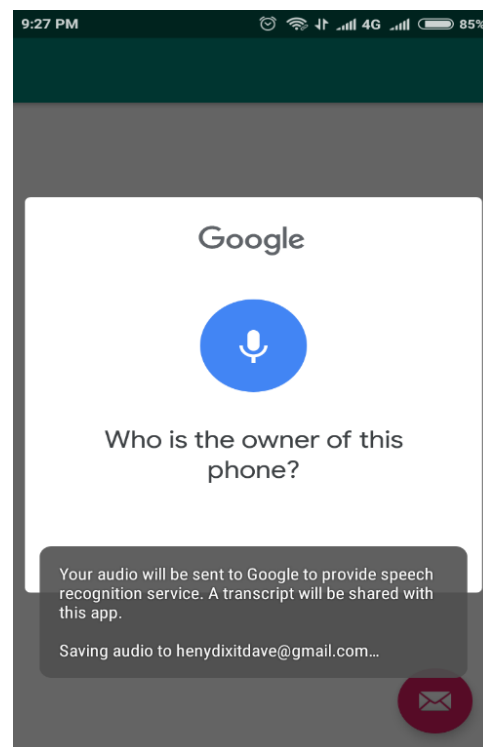 9:27 PM 4G 85%
Google
Who is the owner of this
phone?
Your audio will be sent to Google to provide speech
recognition service. A transcript will be shared with
this app.
Saving audio to henydixitdave@gmail.com...